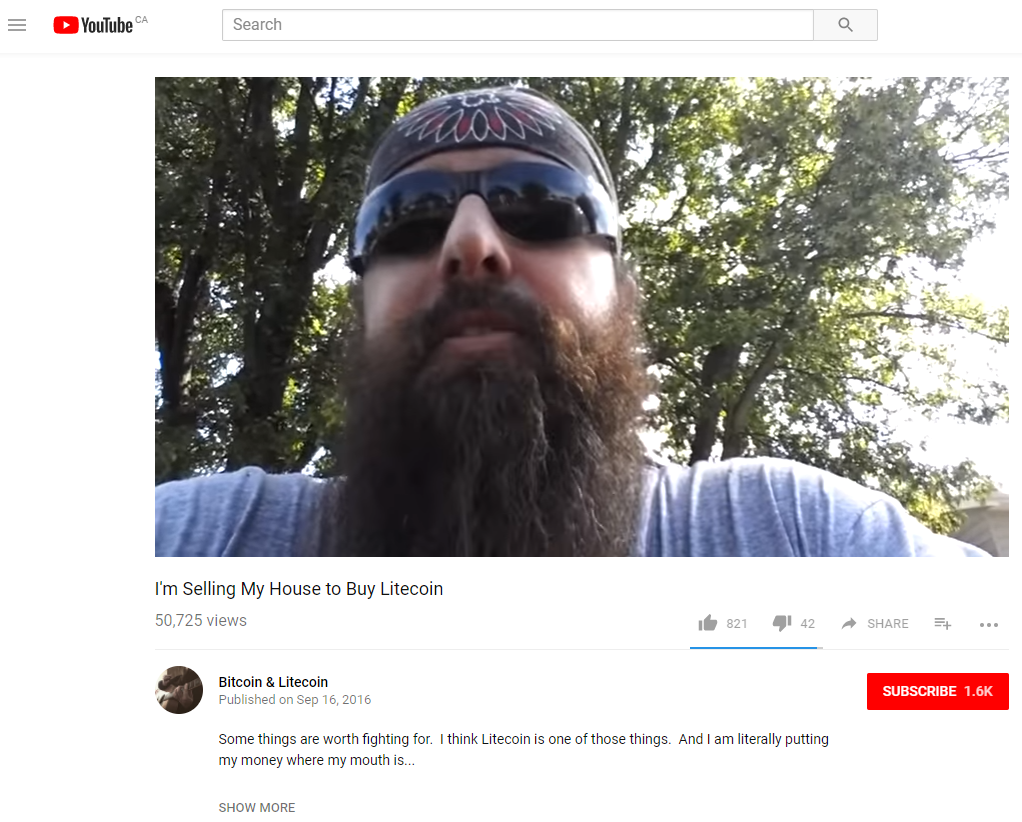 YouTube CA
Search
I'm Selling My House to Buy Litecoin
50,725 views
821
42
SHARE
Bitcoin & Litecoin
Published on Sep 16, 2016
SUBSCRIBE 1.6K
Some things are worth fighting for. I think Litecoin is one of those things. And I am literally putting
my money where my mouth is...
SHOW MORE